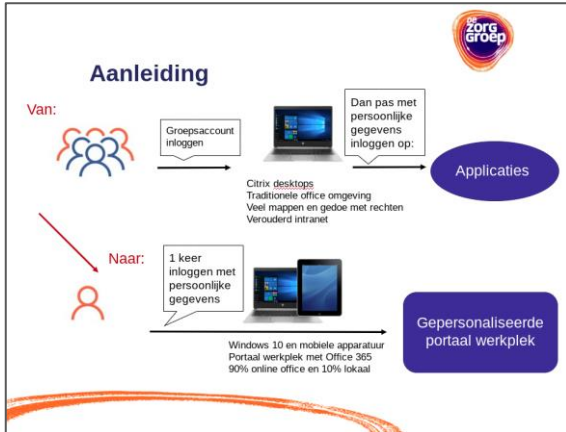 De
ZORG
GROEP
Aanleiding
Van:
Groepsaccount
inloggen
Dan pas met
persoonlijke
gegevens
inloggen op:
Applicaties
Citrix desktops
Traditionele office omgeving
Veel mappen en gedoe met rechten
Verouderd intranet
Naar:
1 keer
inloggen met
persoonlijke
gegevens
Gepersonaliseerde
portaal werkplek
Windows 10 en mobiele apparatuur
Portaal werkplek met Office 365
90% online office en 10% lokaal